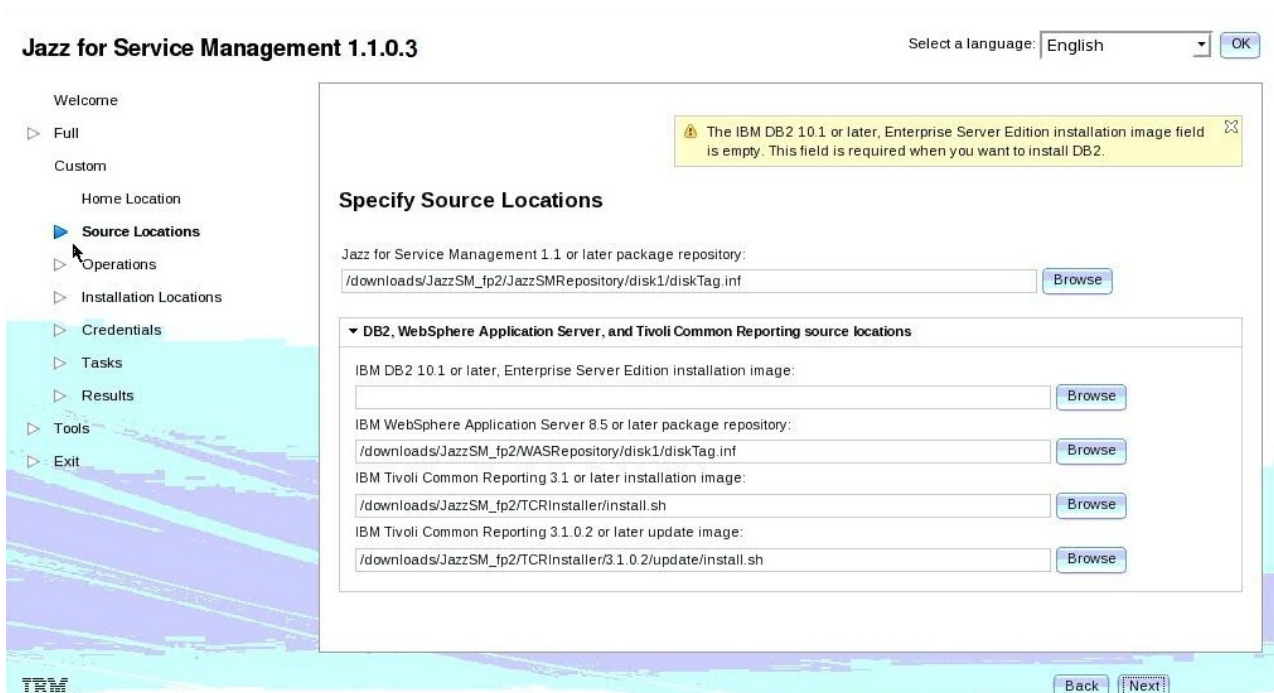 Jazz for Service Management 1.1.0.3
Select a language: English OK
Welcome
Full
Custom
Home Location
Source Locations
Operations
Installation Locations
Credentials
Tasks
Results
Tools
Exit
The IBM DB2 10.1 or later, Enterprise Server Edition installation image field
is empty. This field is required when you want to install DB2.
Specify Source Locations
Jazz for Service Management 1.1 or later package repository:
/downloads/JazzSM_fp2/JazzSMRepository/disk1/diskTag.inf Browse
DB2, WebSphere Application Server, and Tivoli Common Reporting source locations
IBM DB2 10.1 or later, Enterprise Server Edition installation image:
Browse
IBM WebSphere Application Server 8.5 or later package repository:
/downloads/JazzSM_fp2/WASRepository/disk1/diskTag.inf Browse
IBM Tivoli Common Reporting 3.1 or later installation image:
/downloads/JazzSM_fp2/TCRInstaller/install.sh Browse
IBM Tivoli Common Reporting 3.1.0.2 or later update image:
/downloads/JazzSM_fp2/TCRInstaller/3.1.0.2/update/install.sh Browse
IBM
Back Next